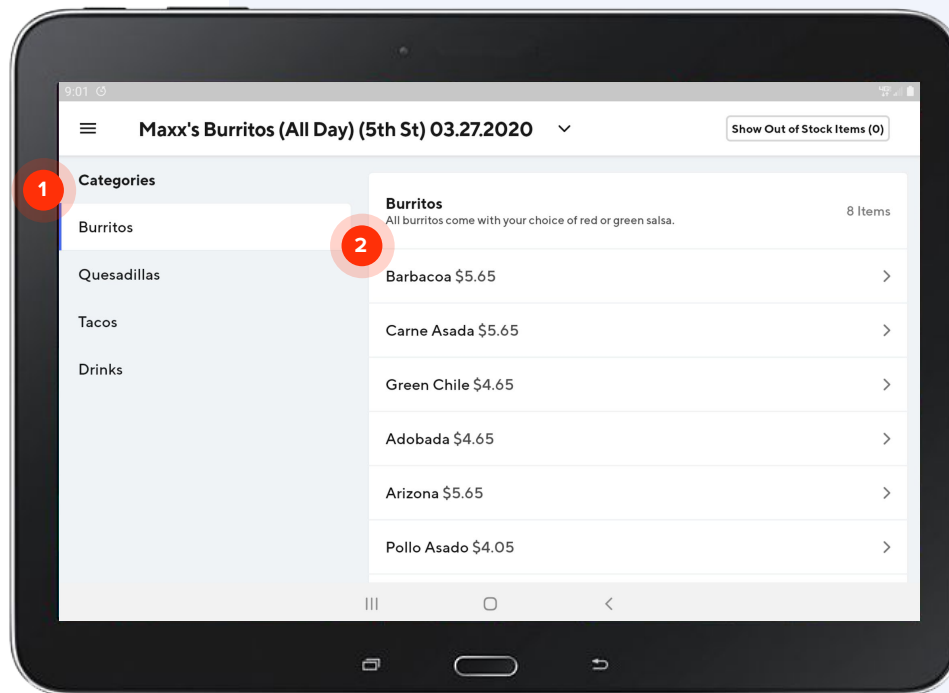 9:01
Maxx's Burritos (All Day) (5th St) 03.27.2020
Show Out of Stock Items (0)
1
Categories
Burritos
Quesadillas
Tacos
Drinks
2
Burritos
All burritos come with your choice of red or green salsa.
8 Items
Barbacoa $5.65
Carne Asada $5.65
Green Chile $4.65
Adobada $4.65
Arizona $5.65
Pollo Asado $4.05